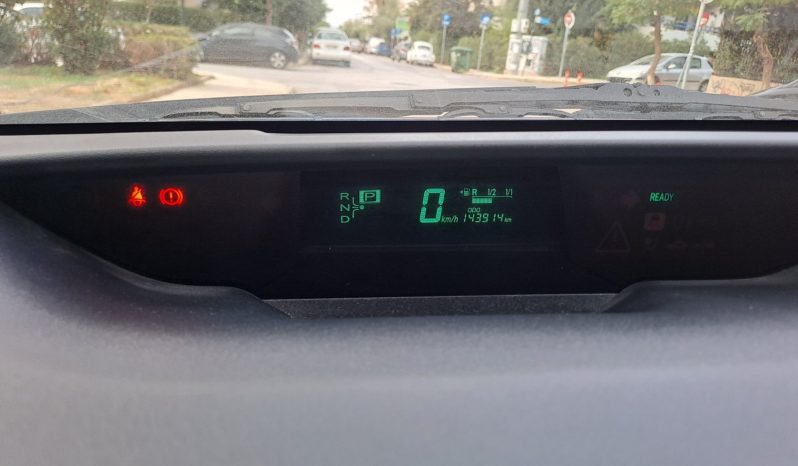 R P
N
D
0 km/h
R 1/2 1/1
ODO
143914 km
READY